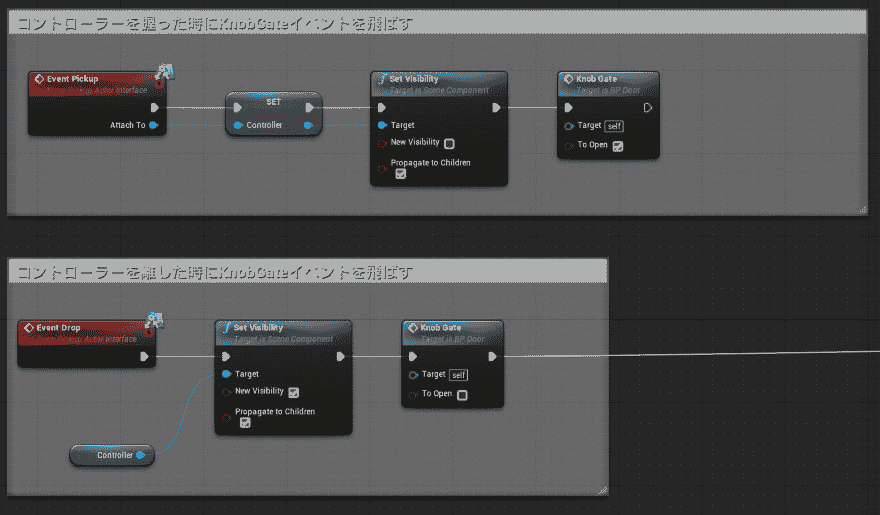 コントローラーを握った時にKnobGateイベントを飛ばす
Event Pickup
Actor Interface
Attach To
SET
Controller
Set Visibility
Target is Scene Component
Target
New Visibility
Propagate to Children
Knob Gate
Target is BP Door
Target self
To Open
コントローラーを離した時にKnobGateイベントを飛ばす
Event Drop
Actor Interface
Set Visibility
Target is Scene Component
Target
New Visibility
Propagate to Children
Controller
Knob Gate
Target is BP Door
Target self
To Open